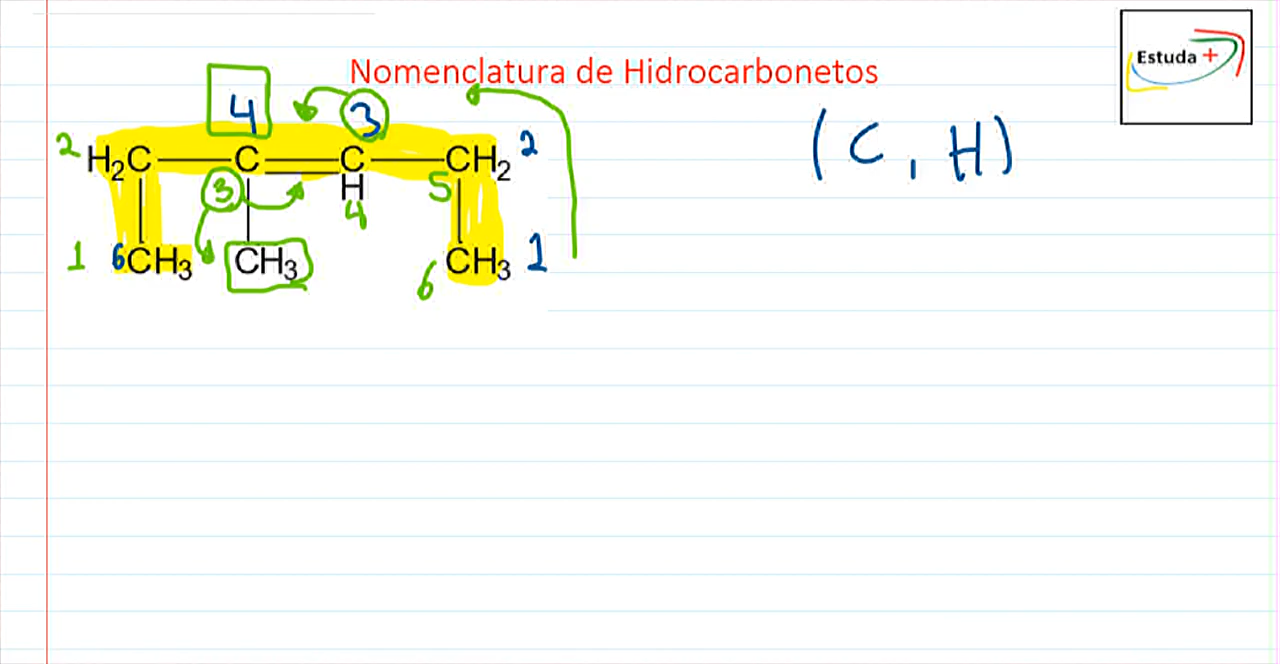 Estuda +
Nomenclatura de Hidrocarbonetos
4 3
(C, H)
2 H2C C C CH2 2
3 H 5
4
1 6CH3 CH3 CH3 1
6